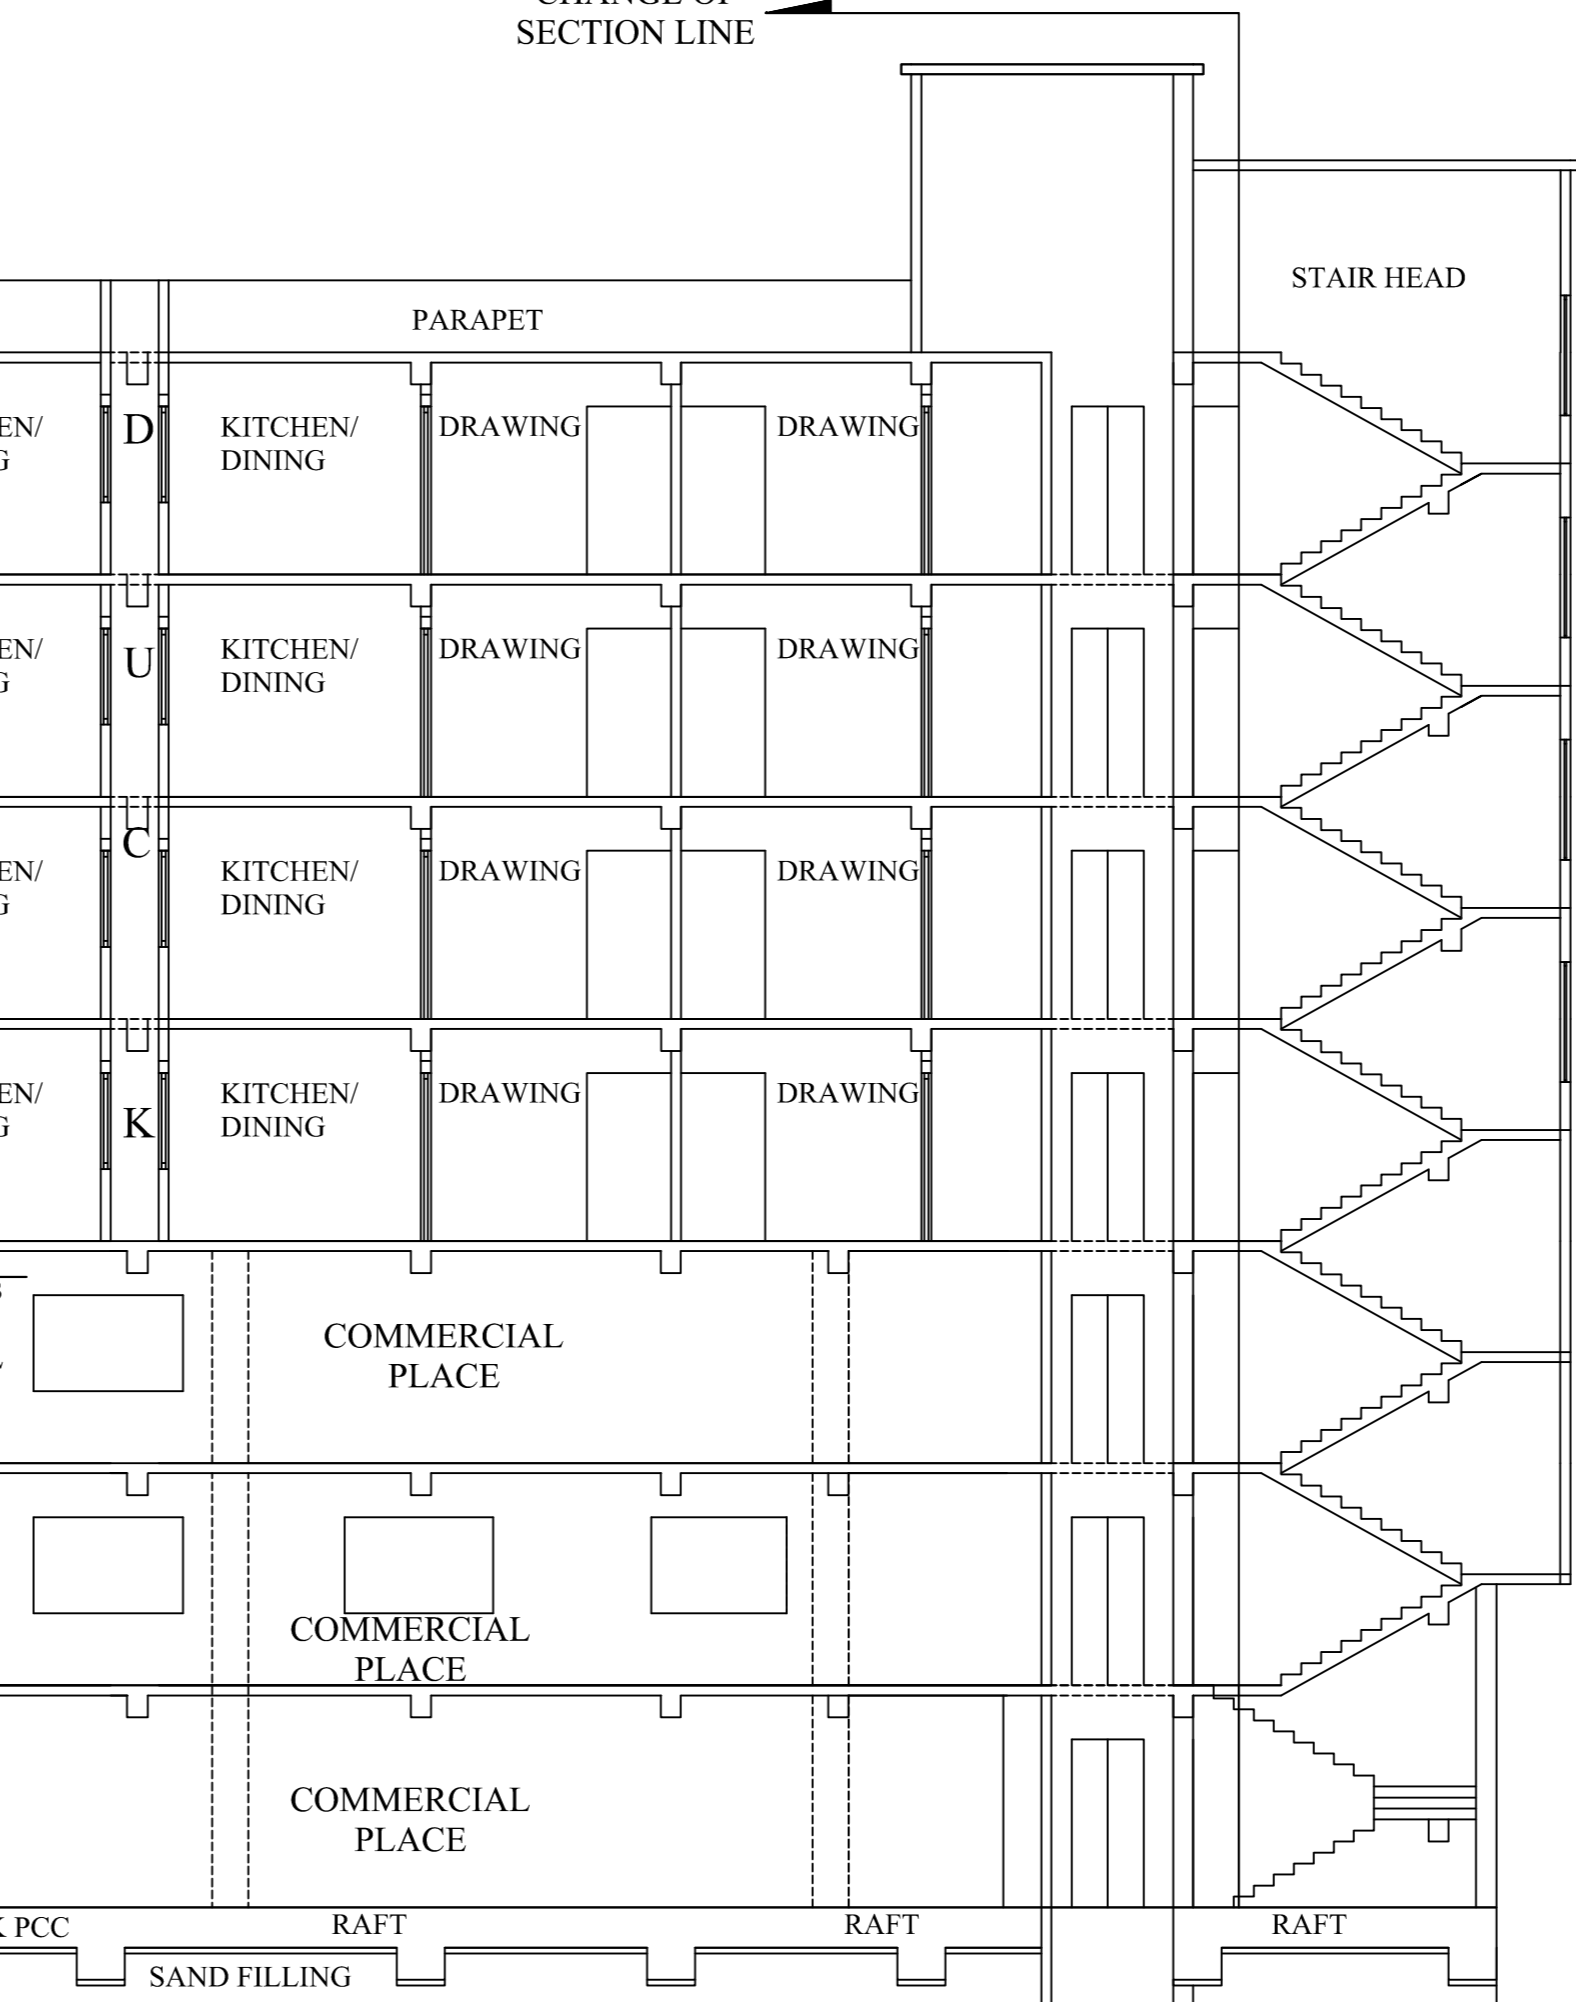 SECTION LINE
STAIR HEAD
PARAPET
D
KITCHEN/
DINING
DRAWING
DRAWING
U
KITCHEN/
DINING
DRAWING
DRAWING
C
KITCHEN/
DINING
DRAWING
DRAWING
K
KITCHEN/
DINING
DRAWING
DRAWING
COMMERCIAL
PLACE
COMMERCIAL
PLACE
COMMERCIAL
PLACE
PCC
RAFT
RAFT
RAFT
SAND FILLING